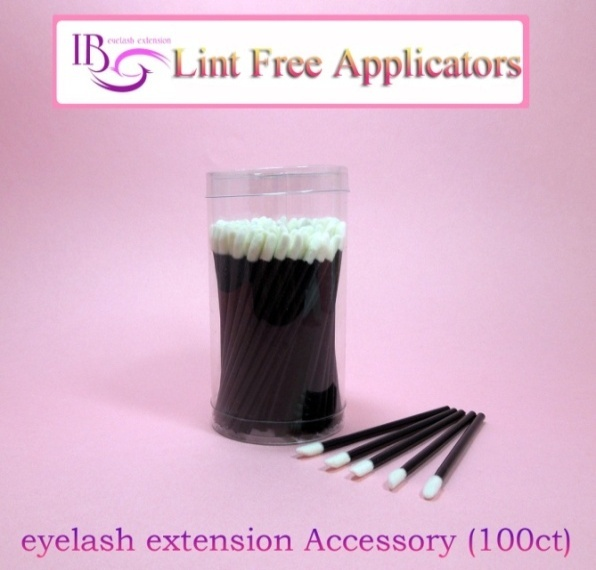 IB eyelash extension
Lint Free Applicators
eyelash extension Accessory (100ct)